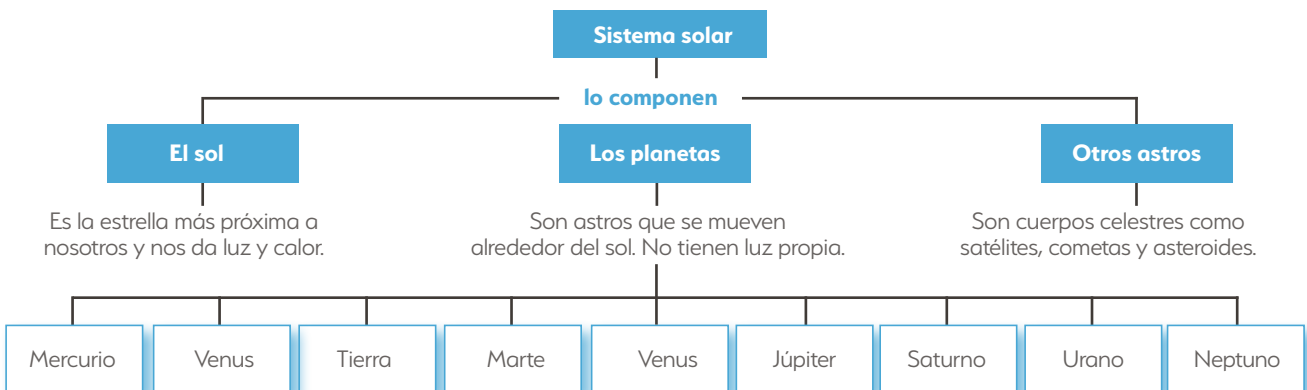 Sistema solar
lo componen
El sol
Los planetas
Otros astros
Es la estrella más próxima a
nosotros y nos da luz y calor.
Son astros que se mueven
alrededor del sol. No tienen luz propia.
Son cuerpos celestres como
satélites, cometas y asteroides.
Mercurio
Venus
Tierra
Marte
Venus
Júpiter
Saturno
Urano
Neptuno